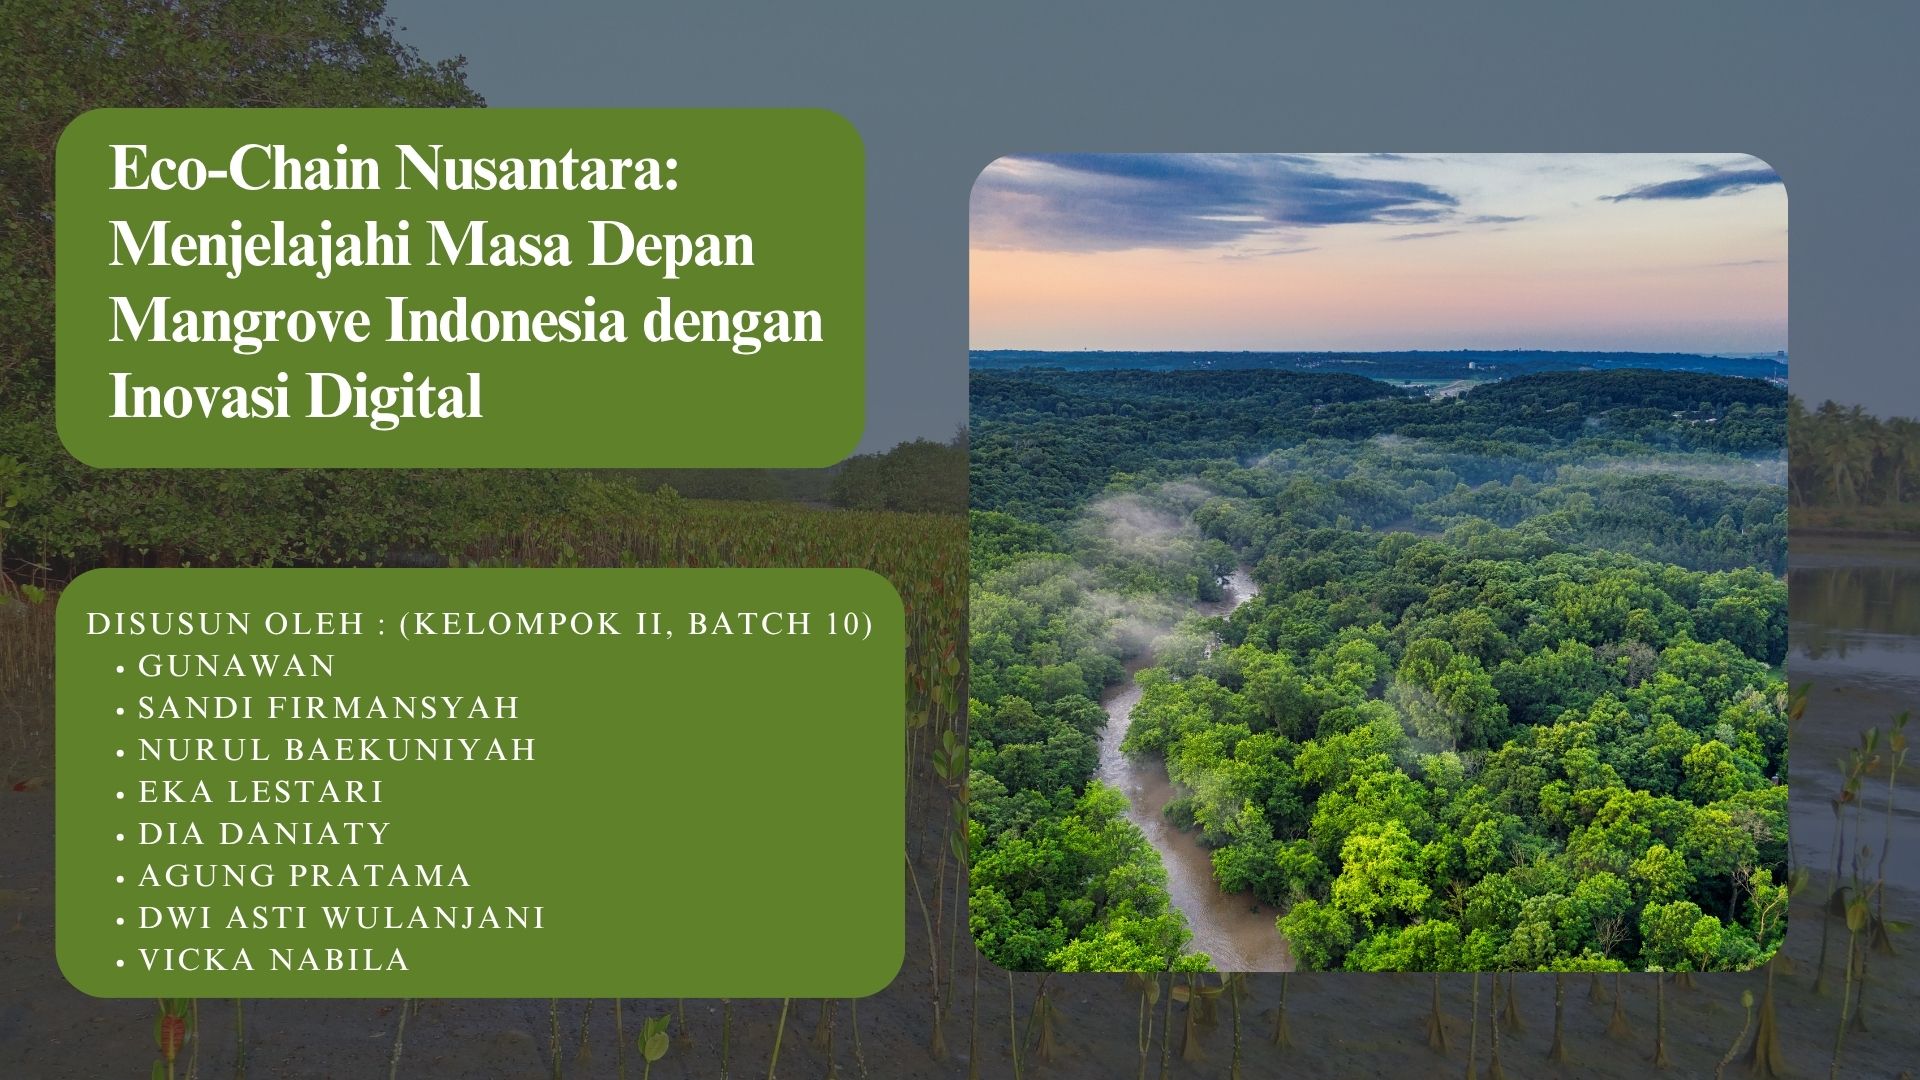 Eco-Chain Nusantara:
Menjelajahi Masa Depan
Mangrove Indonesia dengan
Inovasi Digital
DISUSUN OLEH : (KELOMPOK II, BATCH 10)
• GUNAWAN
• SANDI FIRMANSYAH
• NURUL BAEKUNIYAH
• EKA LESTARI
• DIA DANIATY
• AGUNG PRATAMA
• DWI ASTI WULANJANI
• VICKA NABILA